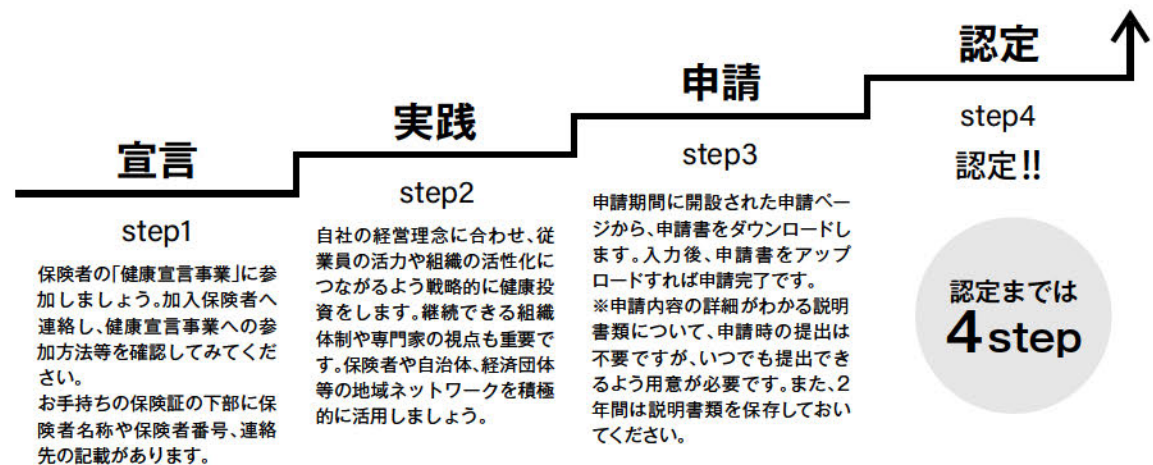 宣言
step1
保険者の「健康宣言事業」に参
加しましょう。加入保険者へ
連絡し、健康宣言事業への参
加方法等を確認してみてくだ
さい。
お手持ちの保険証の下部に保
険者名称や保険者番号、連絡
先の記載があります。
実践
step2
自社の経営理念に合わせ、従
業員の活力や組織の活性化に
つながるよう戦略的に健康投
資をします。継続できる組織
体制や専門家の視点も重要で
す。保険者や自治体、経済団体
等の地域ネットワークを積極
的に活用しましょう。
申請
step3
申請期間に開設された申請ペー
ジから、申請書をダウンロードし
ます。入力後、申請書をアップ
ロードすれば申請完了です。
※申請内容の詳細がわかる説明
書類について、申請時の提出は
不要ですが、いつでも提出でき
るよう用意が必要です。また、2
年間は説明書類を保存しておい
てください。
認定
step4
認定!!
認定までは
4step